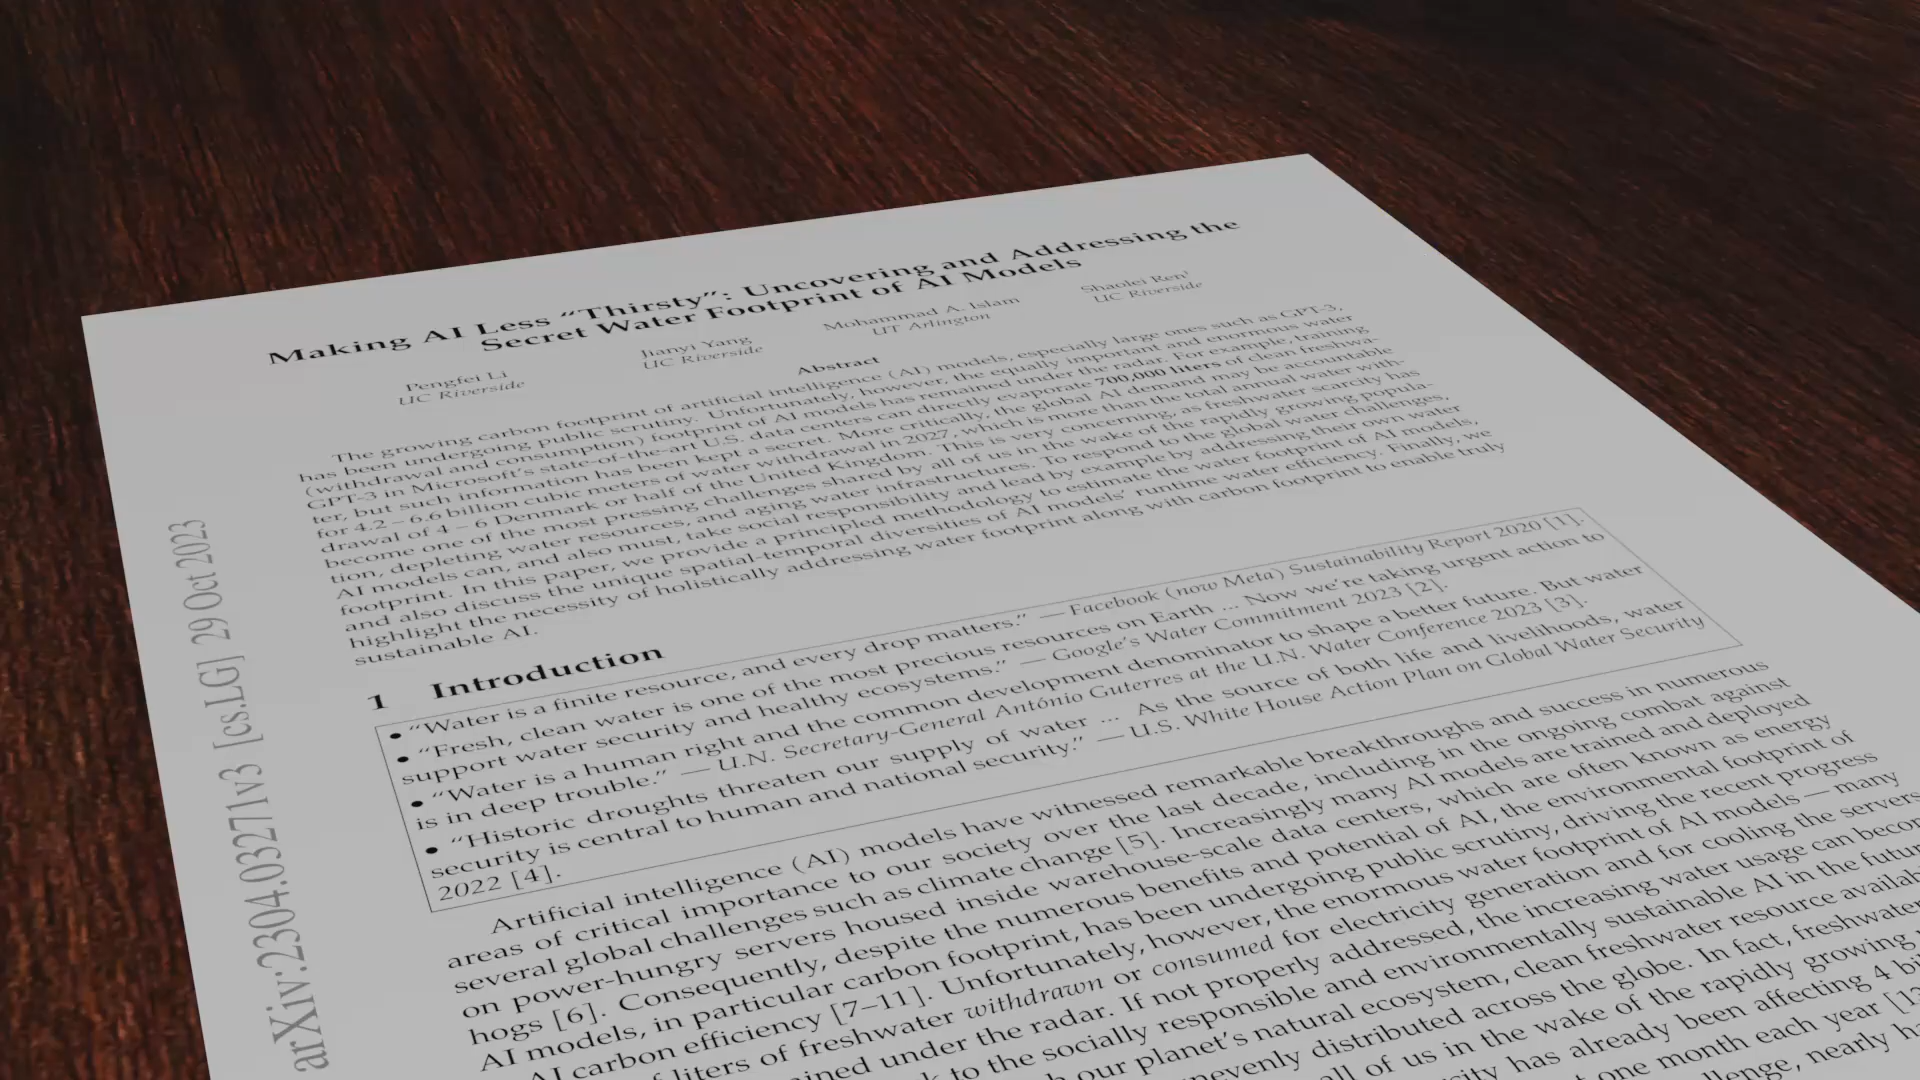 Making AI Less “Thirsty”: Uncovering and Addressing the
Secret Water Footprint of AI Models
Pengfei Li Jianyi Yang Mohammad A. Islam Shaolei Ren¹
UC Riverside UC Riverside UT Arlington UC Riverside
Abstract
The growing carbon footprint of artificial intelligence (AI) models, especially large ones such as GPT-3,
has been undergoing public scrutiny. Unfortunately, however, the equally important and enormous water
(withdrawal and consumption) footprint of AI models has remained under the radar. For example, training
GPT-3 in Microsoft’s state-of-the-art U.S. data centers can directly evaporate 700,000 liters of clean freshwa-
ter, but such information has been kept a secret. More critically, the global AI demand may be accountable
for 4.2 – 6.6 billion cubic meters of water withdrawal in 2027, which is more than the total annual water with-
drawal of 4 – 6 Denmark or half of the United Kingdom. This is very concerning, as freshwater scarcity has
become one of the most pressing challenges shared by all of us in the wake of the rapidly growing popula-
tion, depleting water resources, and aging water infrastructures. To respond to the global water challenges,
AI models can, and also must, take social responsibility and lead by example by addressing their own water
footprint. In this paper, we provide a principled methodology to estimate the water footprint of AI models,
and also discuss the unique spatial-temporal diversities of AI models’ runtime water efficiency. Finally, we
highlight the necessity of holistically addressing water footprint along with carbon footprint to enable truly
sustainable AI.
1 Introduction
• “Water is a finite resource, and every drop matters.” — Facebook (now Meta) Sustainability Report 2020 [1].
• “Fresh, clean water is one of the most precious resources on Earth ... Now we’re taking urgent action to
support water security and healthy ecosystems.” — Google’s Water Commitment 2023 [2].
• “Water is a human right and the common development denominator to shape a better future. But water
is in deep trouble.” — U.N. Secretary-General António Guterres at the U.N. Water Conference 2023 [3].
• “Historic droughts threaten our supply of water ... As the source of both life and livelihoods, water
security is central to human and national security.” — U.S. White House Action Plan on Global Water Security
2022 [4].
Artificial intelligence (AI) models have witnessed remarkable breakthroughs and success in numerous
areas of critical importance to our society over the last decade, including in the ongoing combat against
several global challenges such as climate change [5]. Increasingly many AI models are trained and deployed
on power-hungry servers housed inside warehouse-scale data centers, which are often known as energy
hogs [6]. Consequently, despite the numerous benefits and potential of AI, the environmental footprint of
AI models, in particular carbon footprint, has been undergoing public scrutiny, driving the recent progress
AI carbon efficiency [7–11]. Unfortunately, however, the enormous water footprint of AI models — many
liters of freshwater withdrawn or consumed for electricity generation and for cooling the servers
ined under the radar. If not properly addressed, the increasing water usage can becom
to the socially responsible and environmentally sustainable AI in the futur
our planet’s natural ecosystem, clean freshwater resource availab
nevenly distributed across the globe. In fact, freshwater
all of us in the wake of the rapidly growing
city has already been affecting 4 bi
one month each year
llenge, nearly ha
arXiv:2304.03271v3 [cs.LG] 29 Oct 2023